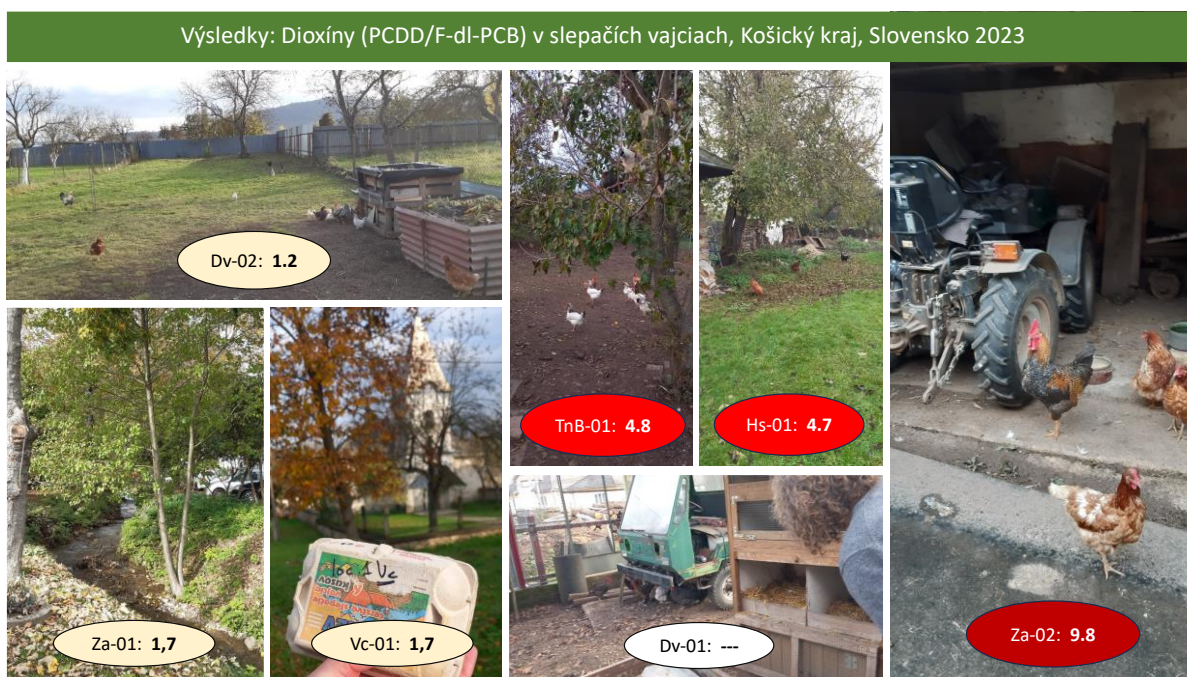 Výsledky: Dioxíny (PCDD/F-dl-PCB) v slepačích vajciach, Košický kraj, Slovensko 2023
Dv-02: 1.2
TnB-01: 4.8
Hs-01: 4.7
Za-01: 1,7
Vc-01: 1,7
Dv-01: ---
Za-02: 9.8